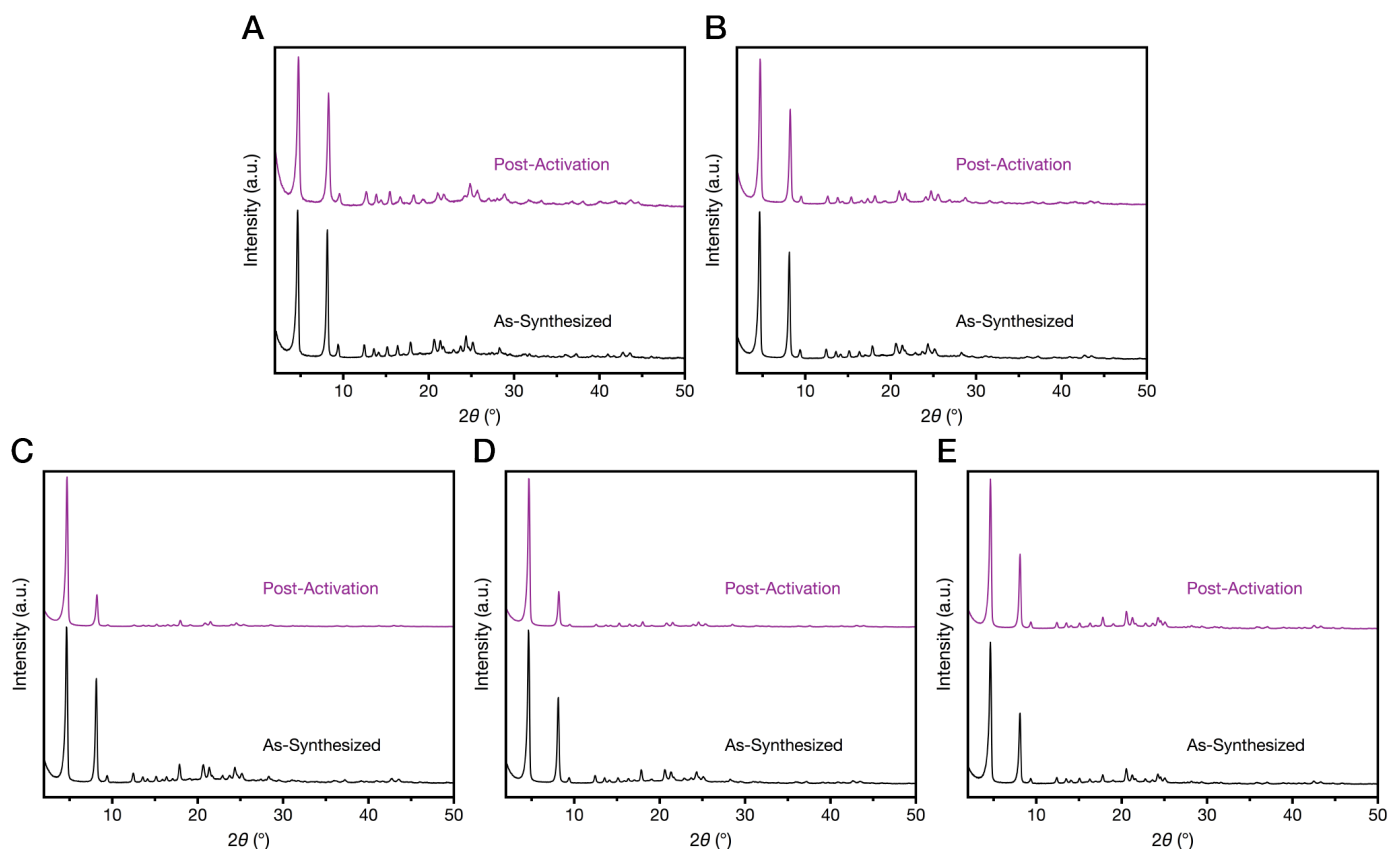 A
B
Intensity (a.u.)
Post-Activation
As-Synthesized
10
20
30
40
50
2θ (°)
Intensity (a.u.)
Post-Activation
As-Synthesized
10
20
30
40
50
2θ (°)
C
D
E
Intensity (a.u.)
Post-Activation
As-Synthesized
10
20
30
40
50
2θ (°)
Intensity (a.u.)
Post-Activation
As-Synthesized
10
20
30
40
50
2θ (°)
Intensity (a.u.)
Post-Activation
As-Synthesized
10
20
30
40
50
2θ (°)